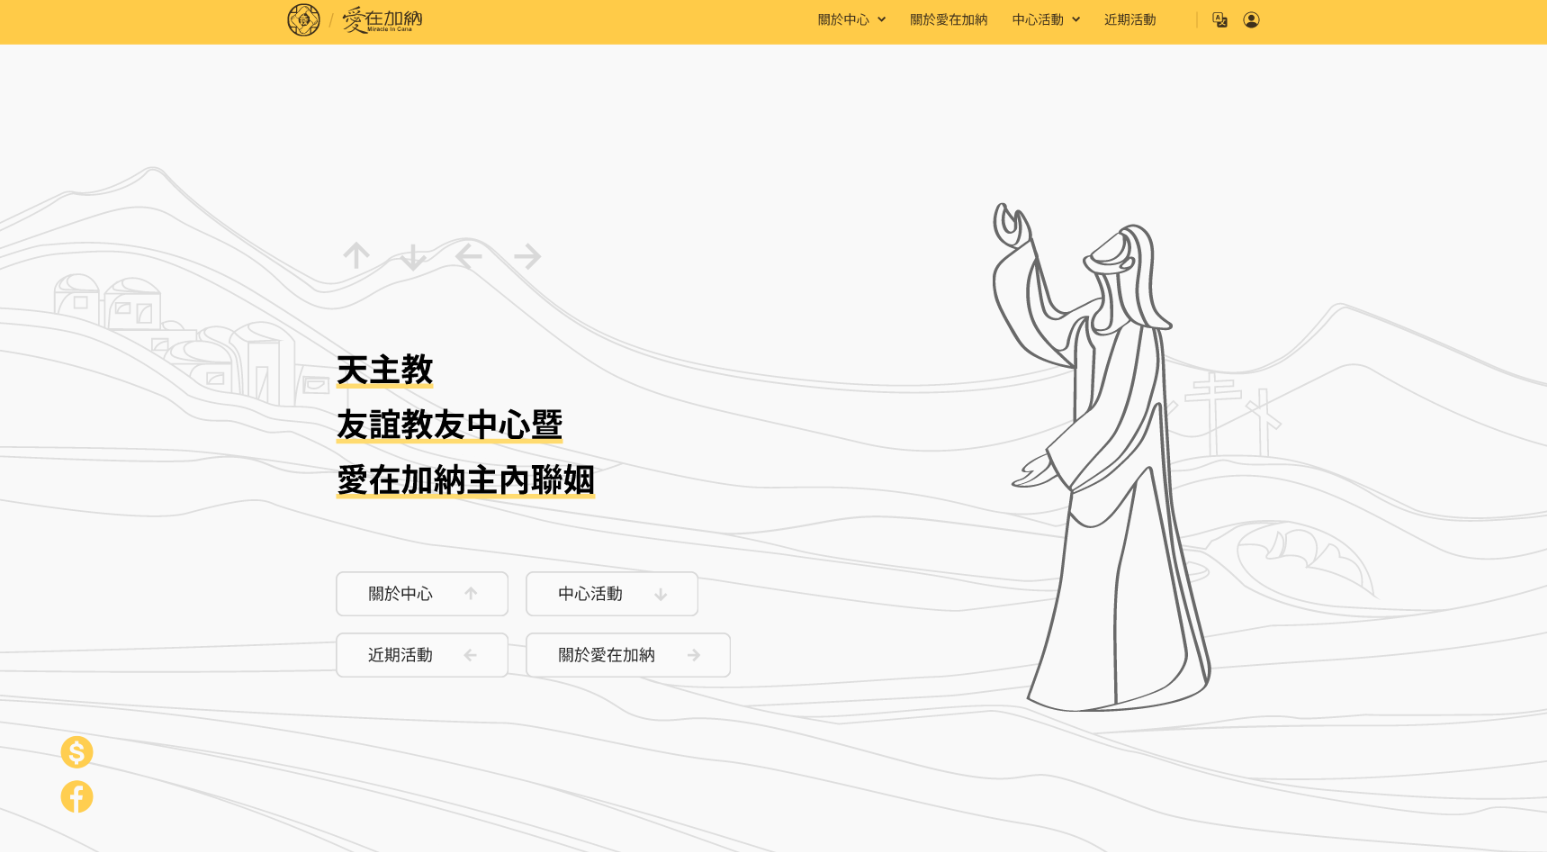 愛在加納
Miracle in Cana
關於中心
關於愛在加納
中心活動
近期活動
天主教
友誼教友中心暨
愛在加納主內聯姻
關於中心
中心活動
近期活動
關於愛在加納